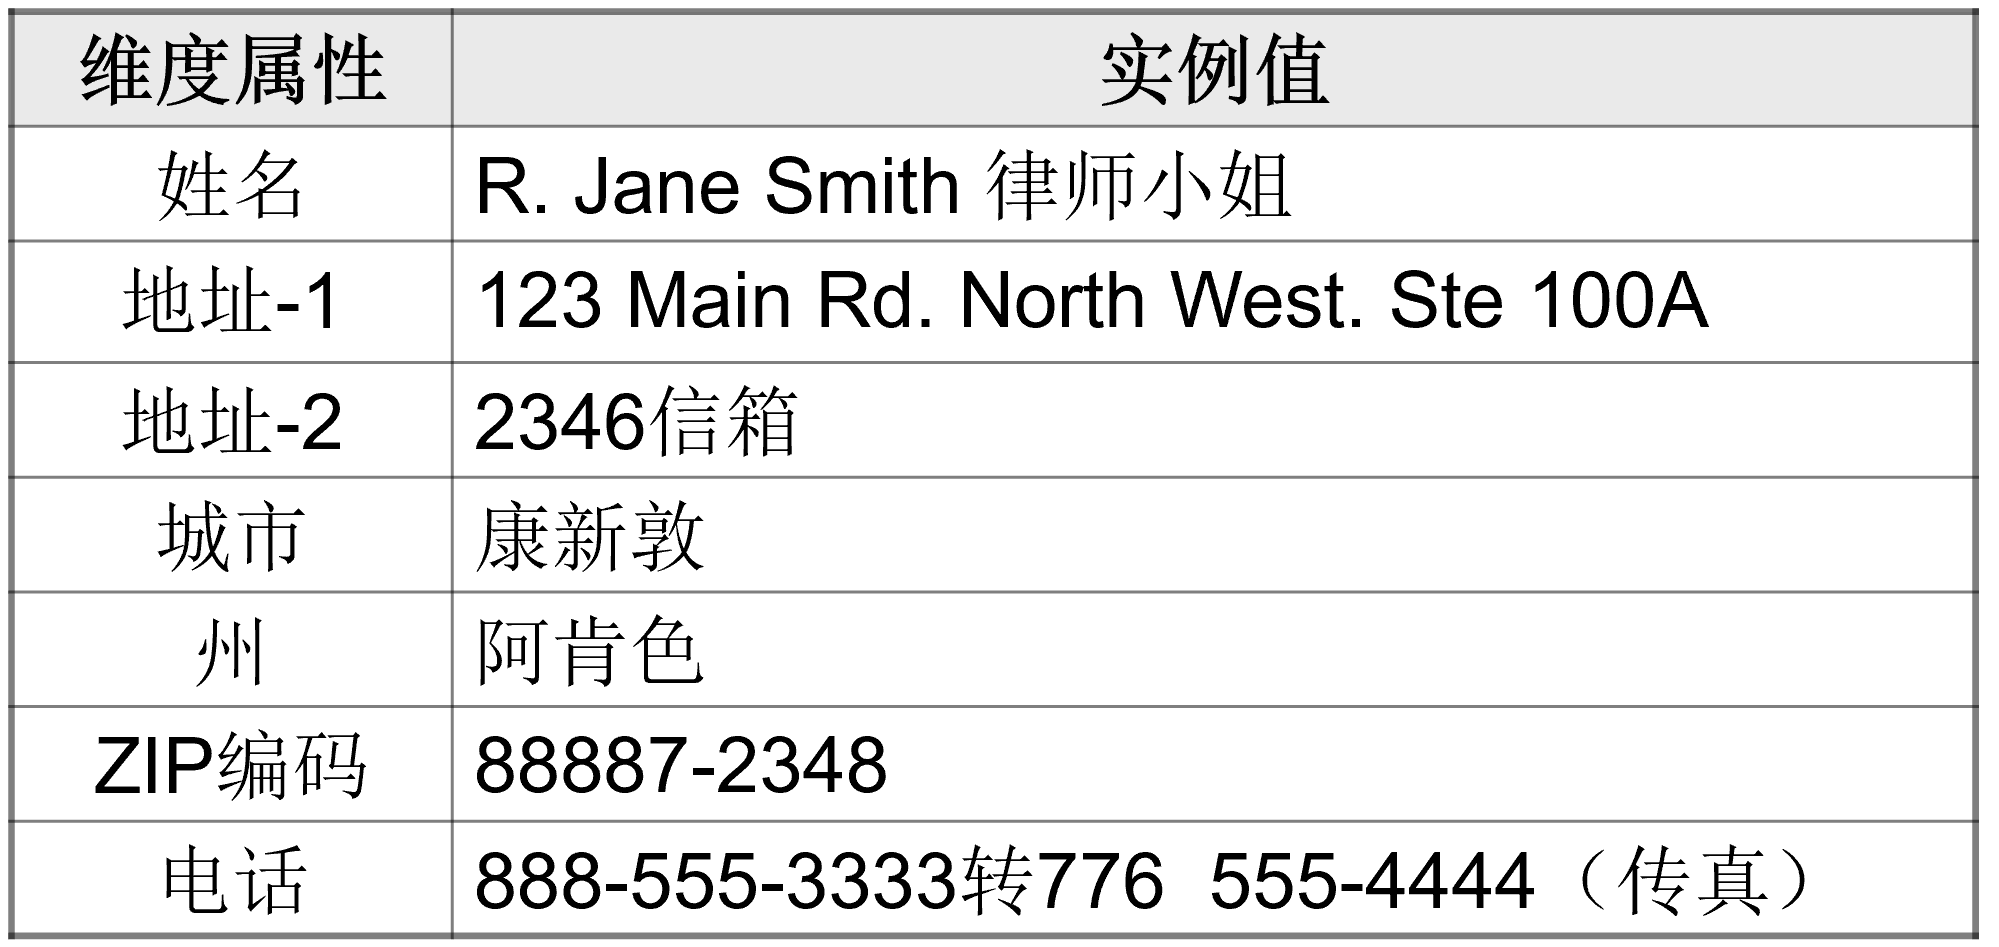 维度属性 实例值
姓名 R. Jane Smith 律师小姐
地址-1 123 Main Rd. North West. Ste 100A
地址-2 2346信箱
城市 康新敦
州 阿肯色
ZIP编码 88887-2348
电话 888-555-3333转776 555-4444（传真）